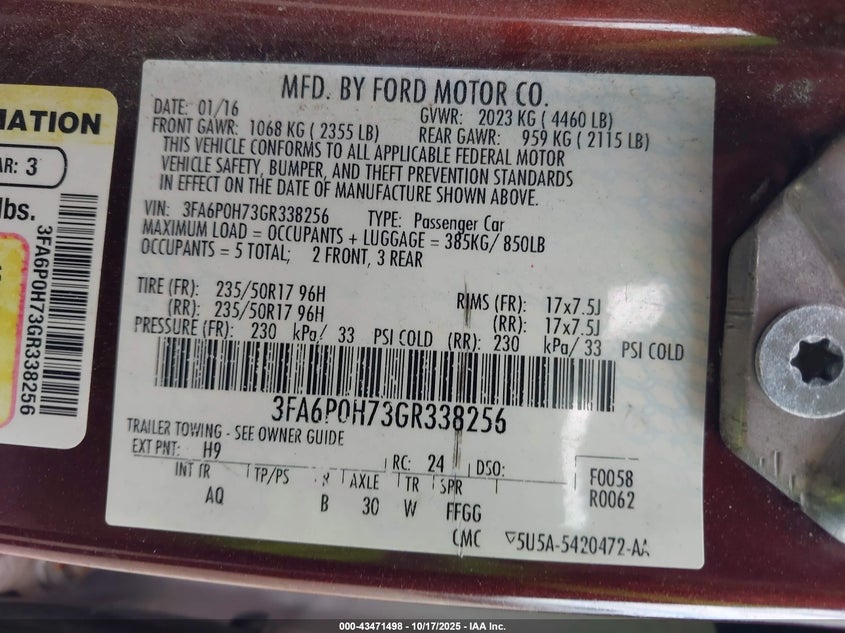 MATION
AR: 3
lbs.
S
3FA6P0H73GR338256
MFD. BY FORD MOTOR CO.
DATE: 01/16 GVWR: 2023 KG ( 4460 LB)
FRONT GAWR: 1068 KG ( 2355 LB) REAR GAWR: 959 KG ( 2115 LB)
THIS VEHICLE CONFORMS TO ALL APPLICABLE FEDERAL MOTOR
VEHICLE SAFETY, BUMPER, AND THEFT PREVENTION STANDARDS
IN EFFECT ON THE DATE OF MANUFACTURE SHOWN ABOVE.
VIN: 3FA6P0H73GR338256 TYPE: Passenger Car
MAXIMUM LOAD = OCCUPANTS + LUGGAGE = 385KG/ 850LB
OCCUPANTS = 5 TOTAL; 2 FRONT, 3 REAR
TIRE (FR): 235/50R17 96H RIMS (FR): 17x7.5J
(RR): 235/50R17 96H (RR): 17x7.5J
PRESSURE (FR): 230 kPa/ 33 PSI COLD (RR): 230 kPa/ 33 PSI COLD
3FA6P0H73GR338256
TRAILER TOWING - SEE OWNER GUIDE
EXT PNT: H9 RC: 24 DSO: F0058
INT TR TP/PS R AXLE TR SPR R0062
AQ B 30 W FFGG
CMC 5U5A-5420472-AA
000-43471498 - 10/17/2025 - IAA Inc.